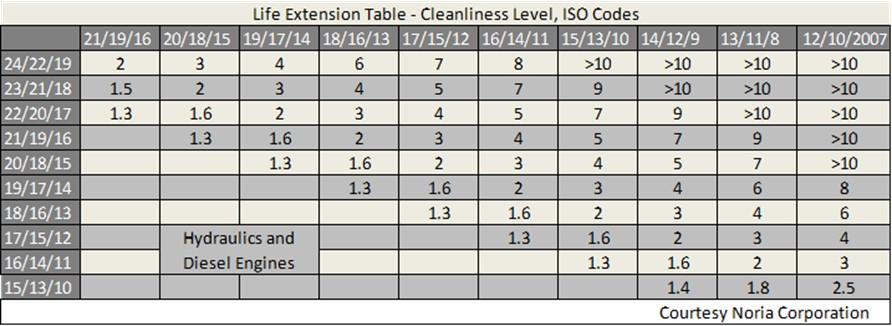 Life Extension Table - Cleanliness Level, ISO Codes
21/19/16 20/18/15 19/17/14 18/16/13 17/15/12 16/14/11 15/13/10 14/12/9 13/11/8 12/10/2007
24/22/19 2 3 4 6 7 8 >10 >10 >10 >10
23/21/18 1.5 2 3 4 5 7 9 >10 >10 >10
22/20/17 1.3 1.6 2 3 4 5 7 9 >10 >10
21/19/16 1.3 1.6 2 3 4 5 7 9 >10
20/18/15 1.3 1.6 2 3 4 5 7 >10
19/17/14 1.3 1.6 2 3 4 6 8
18/16/13 1.3 1.6 2 3 4 6
17/15/12 Hydraulics and 1.3 1.6 2 3 4
16/14/11 Diesel Engines 1.3 1.6 2 3
15/13/10 1.4 1.8 2.5
Courtesy Noria Corporation